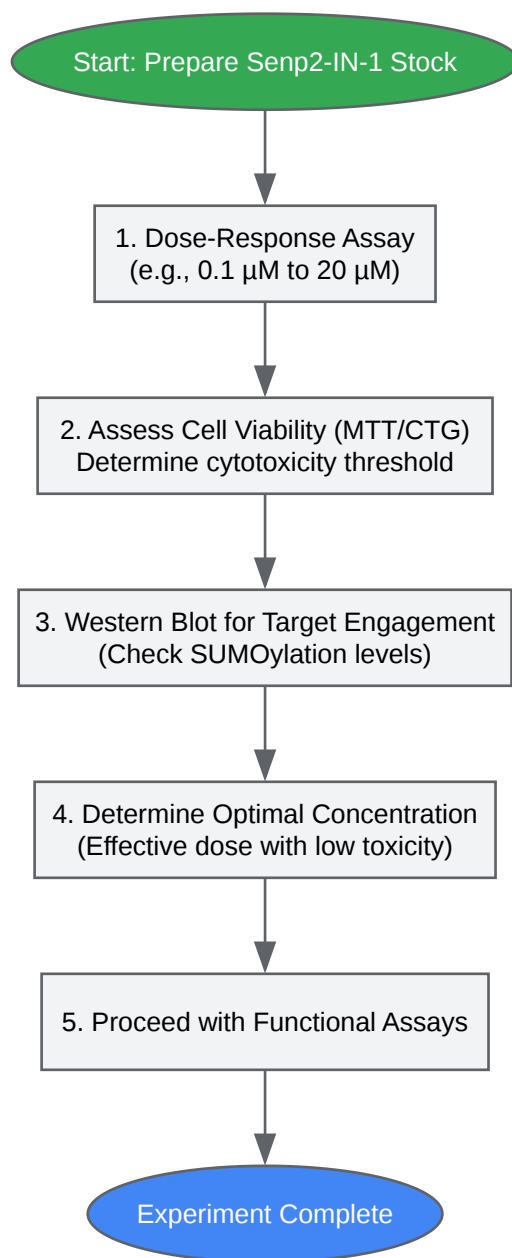 Start: Prepare Senp2-IN-1 Stock
1. Dose-Response Assay
(e.g., 0.1 µM to 20 µM)
2. Assess Cell Viability (MTT/CTG)
Determine cytotoxicity threshold
3. Western Blot for Target Engagement
(Check SUMOylation levels)
4. Determine Optimal Concentration
(Effective dose with low toxicity)
5. Proceed with Functional Assays
Experiment Complete